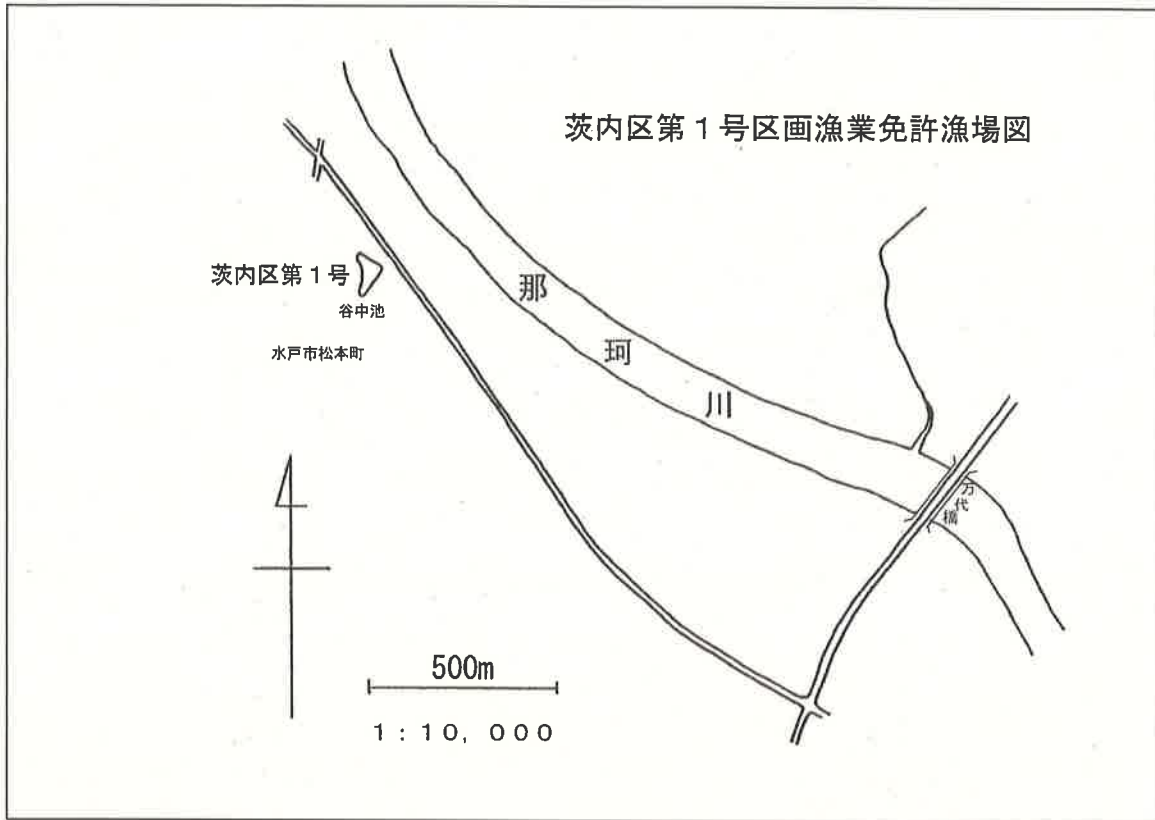 茨内区第１号区画漁業免許漁場図
茨内区第１号
谷中池
水戸市松本町
那珂川
万代橋
500m
１：１０，０００